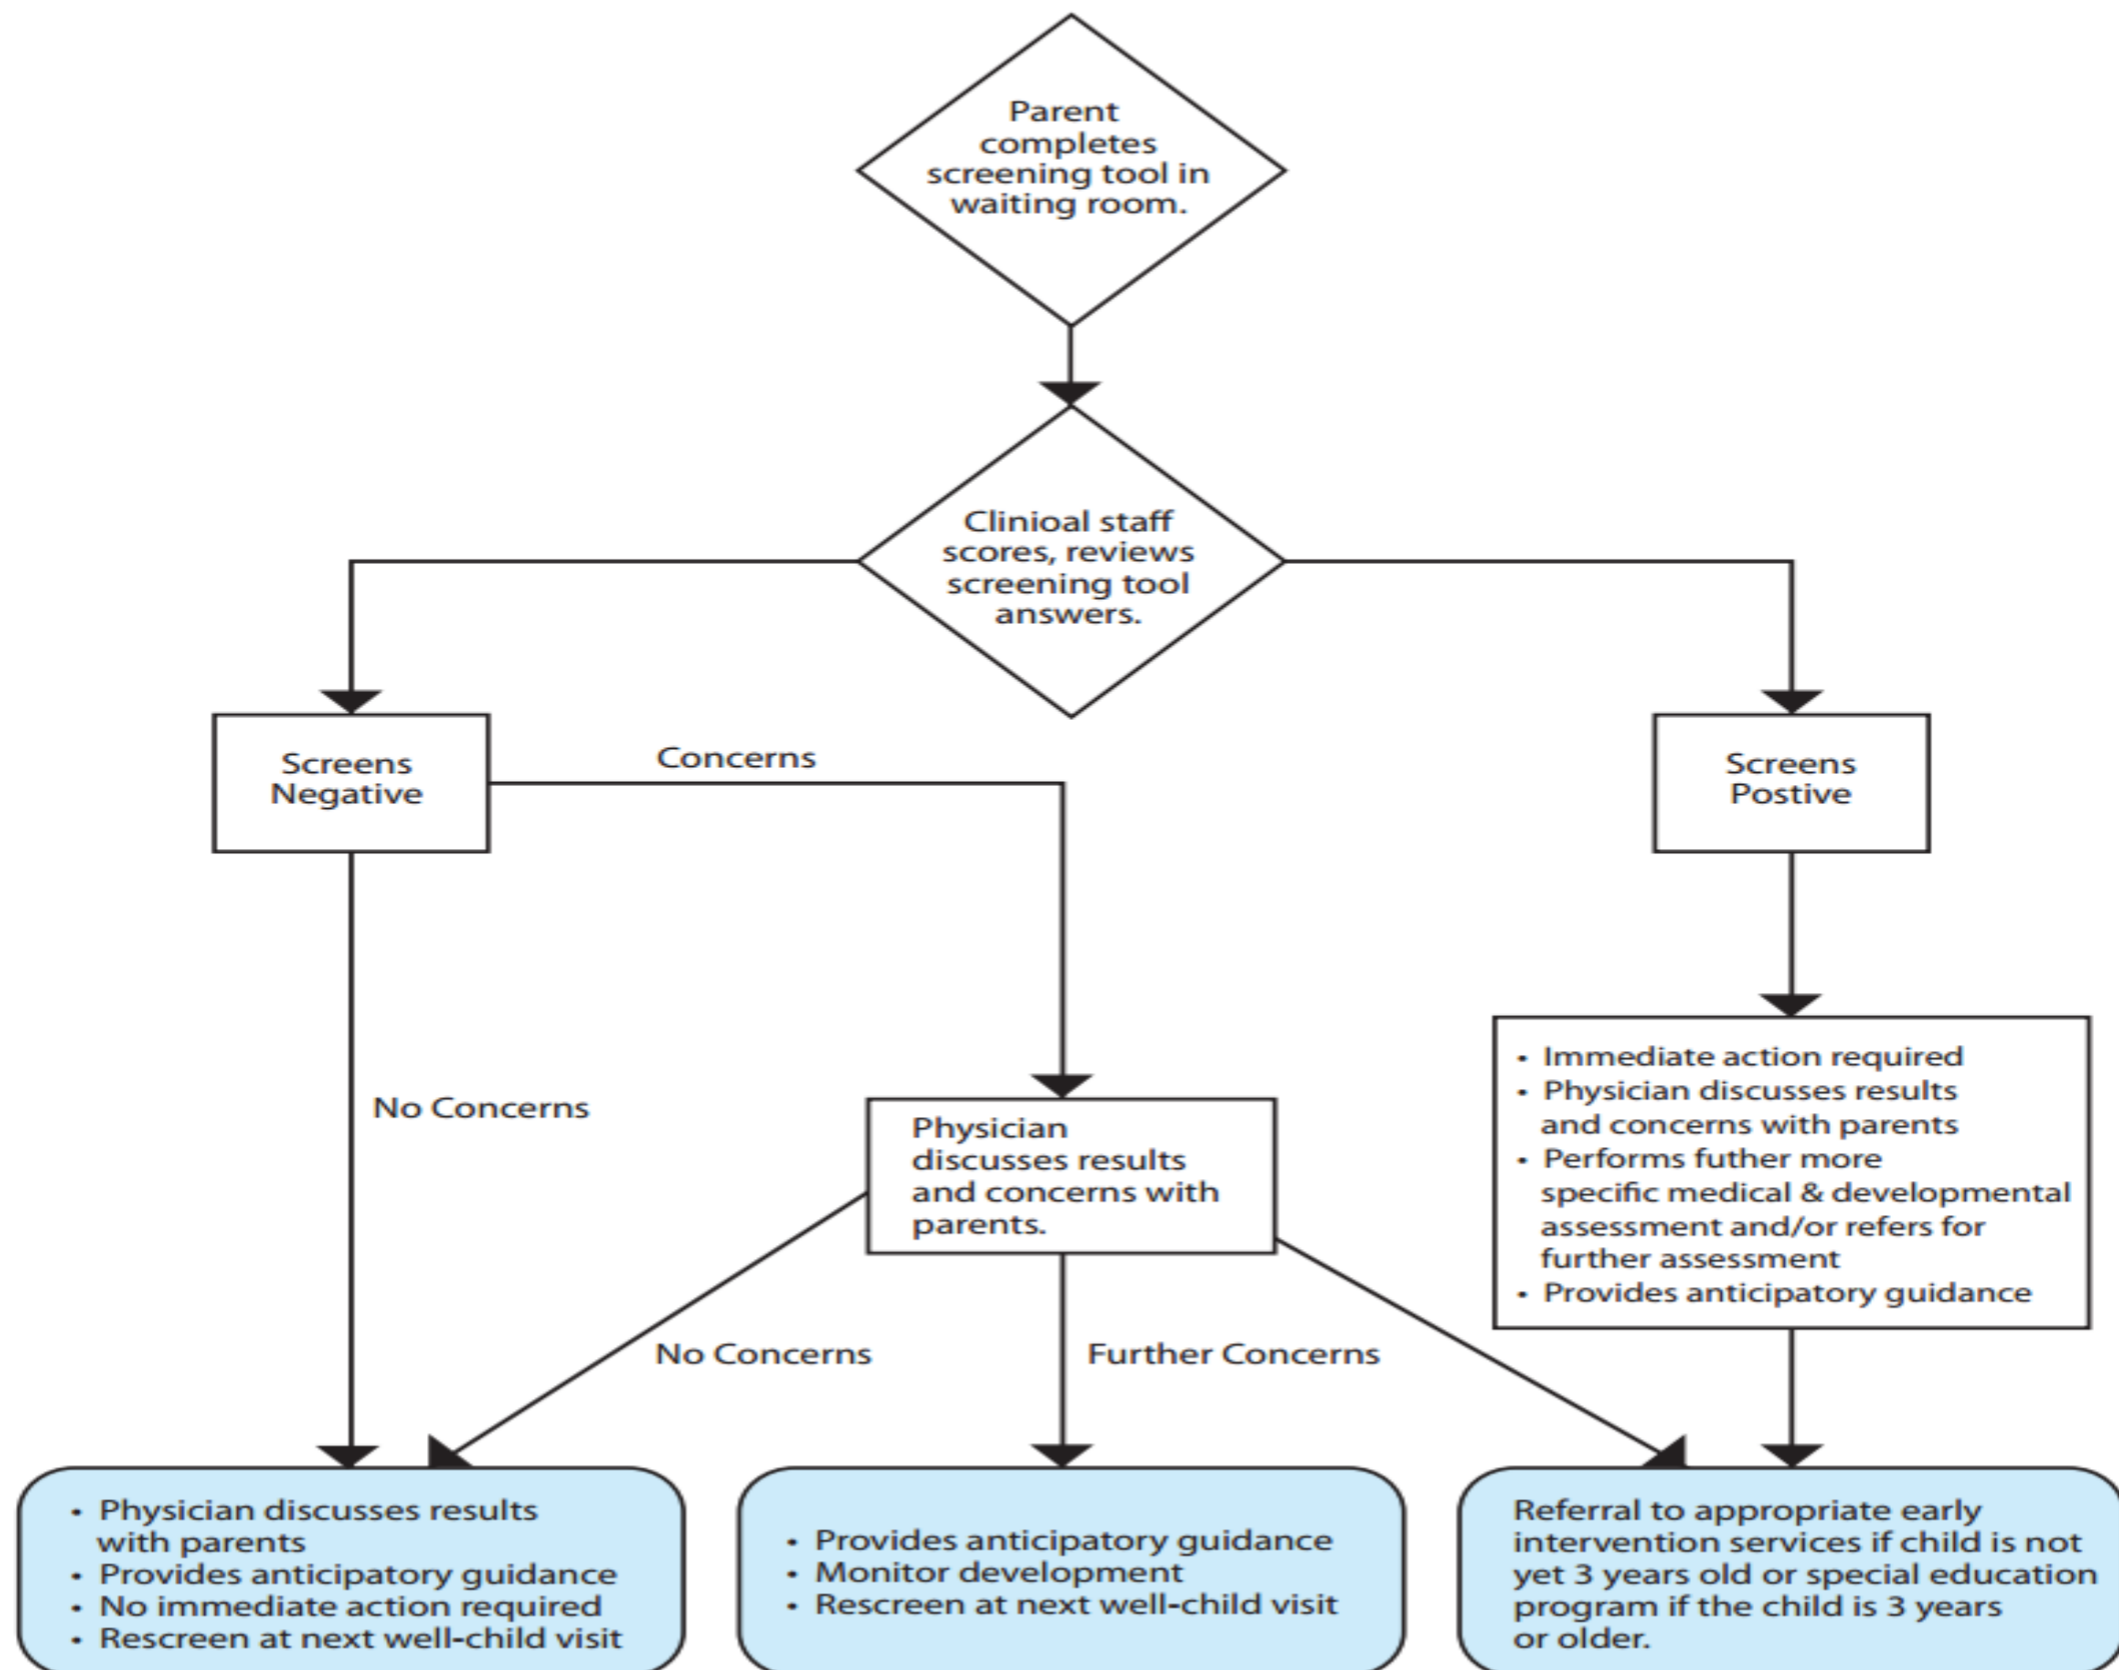 Parent
completes
screening tool in
waiting room.
Clinioal staff
scores, reviews
screening tool
answers.
Screens
Negative
Concerns
Screens
Postive
No Concerns
Physician
discusses results
and concerns with
parents.
• Immediate action required
• Physician discusses results
and concerns with parents
• Performs futher more
specific medical & developmental
assessment and/or refers for
further assessment
• Provides anticipatory guidance
No Concerns
Further Concerns
• Physician discusses results
with parents
• Provides anticipatory guidance
• No immediate action required
• Rescreen at next well-child visit
• Provides anticipatory guidance
• Monitor development
• Rescreen at next well-child visit
Referral to appropriate early
intervention services if child is not
yet 3 years old or special education
program if the child is 3 years
or older.